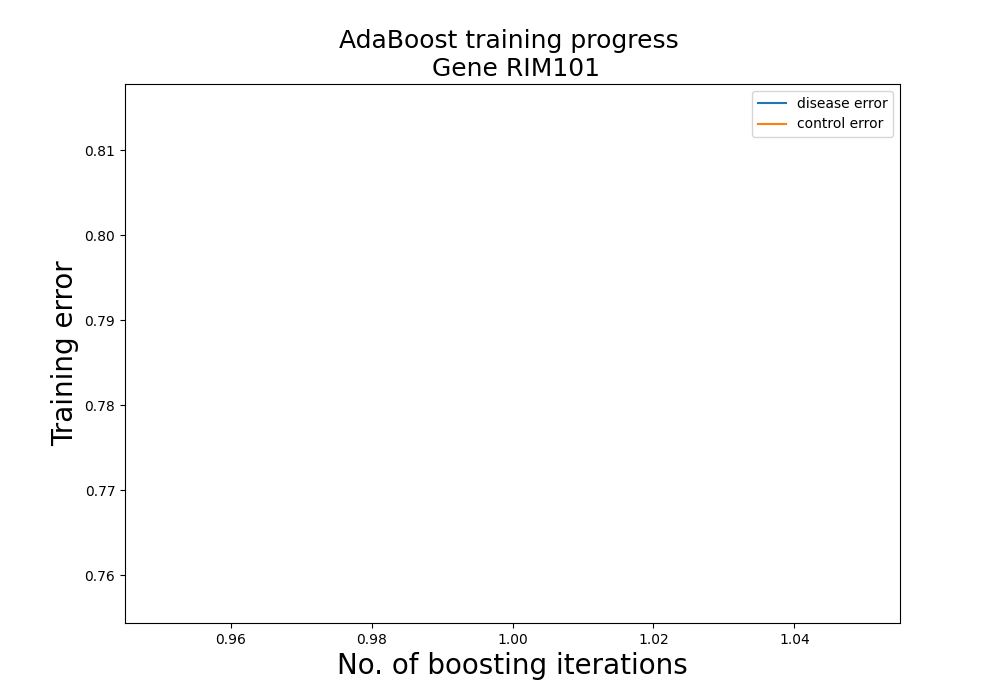 AdaBoost training progress
Gene RIM101
disease error
control error
0.81
0.80
0.79
0.78
0.77
0.76
Training error
0.96
0.98
1.00
1.02
1.04
No. of boosting iterations